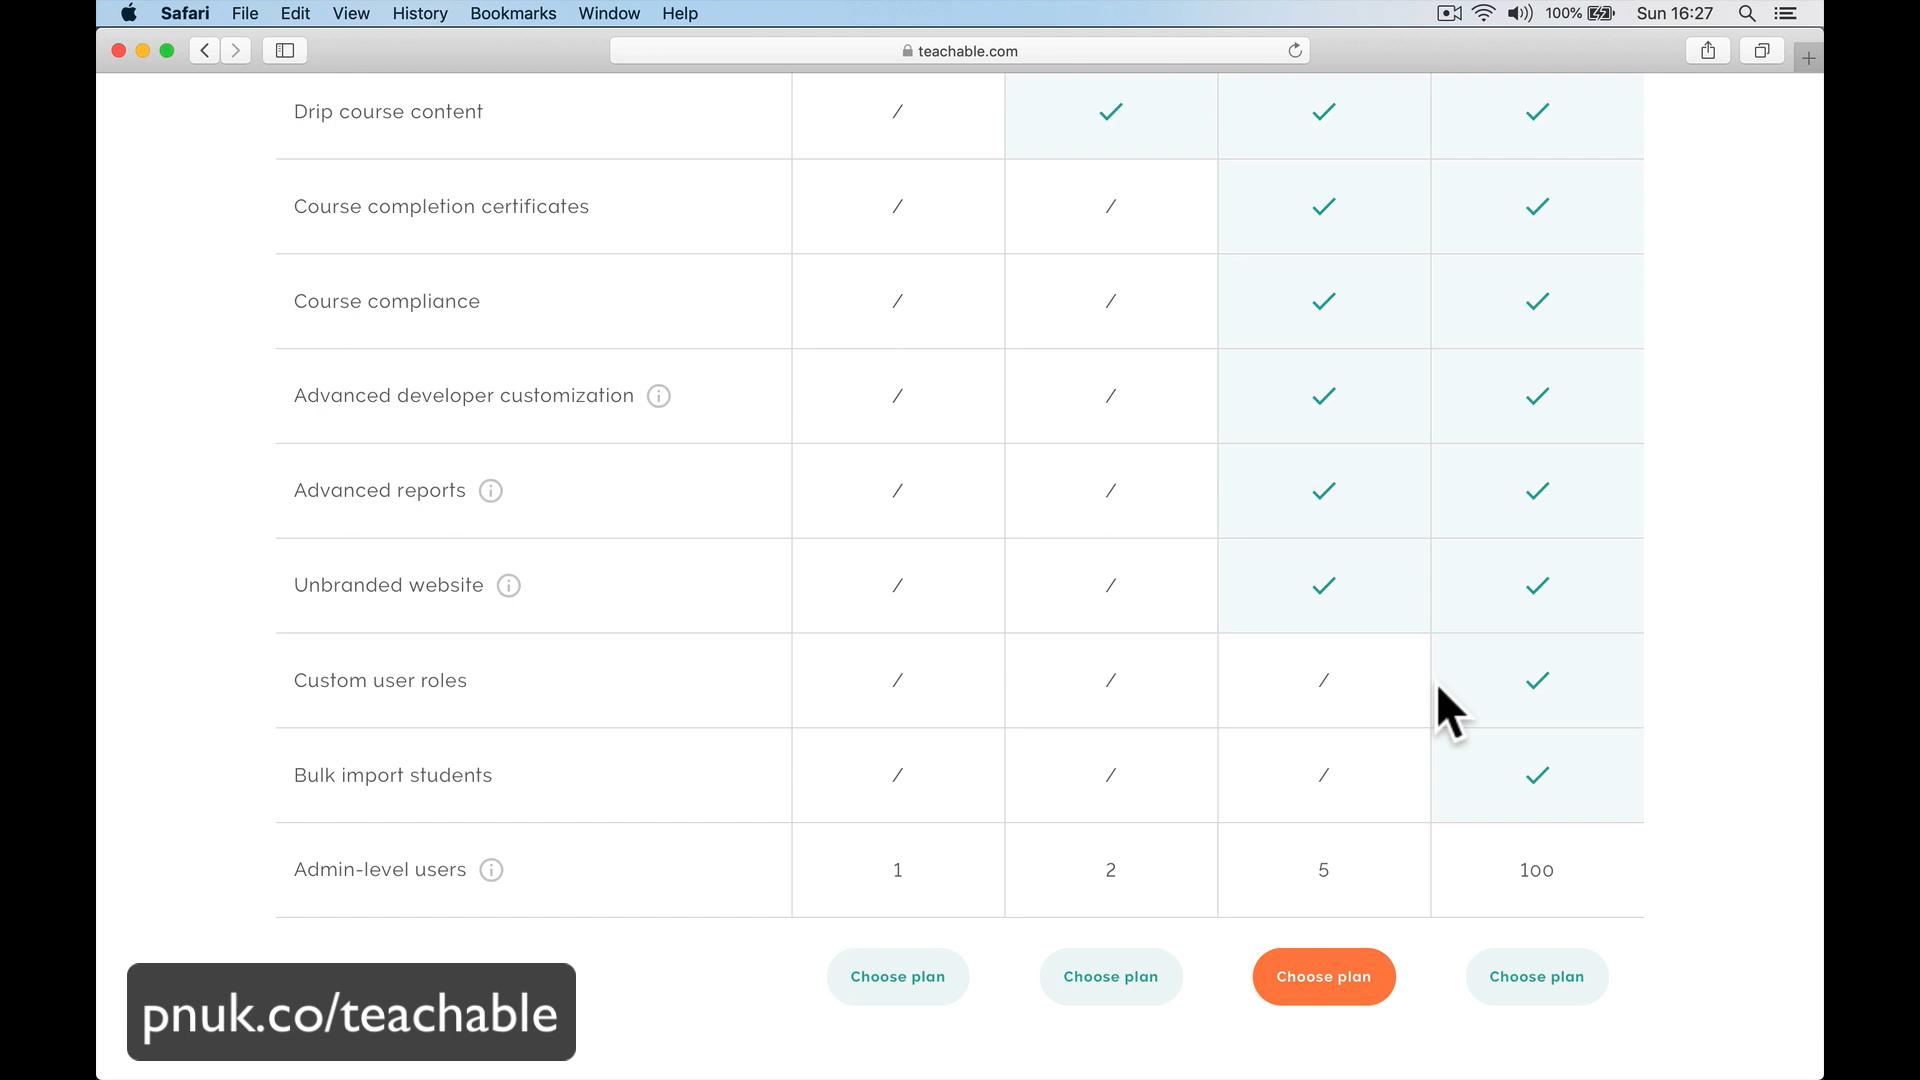 Safari File Edit View History Bookmarks Window Help 100% Sun 16:27
teachable.com
Drip course content /
Course completion certificates / /
Course compliance / /
Advanced developer customization / /
Advanced reports / /
Unbranded website / /
Custom user roles / / /
Bulk import students / / /
Admin-level users 1 2 5 100
Choose plan Choose plan Choose plan Choose plan
pnuk.co/teachable